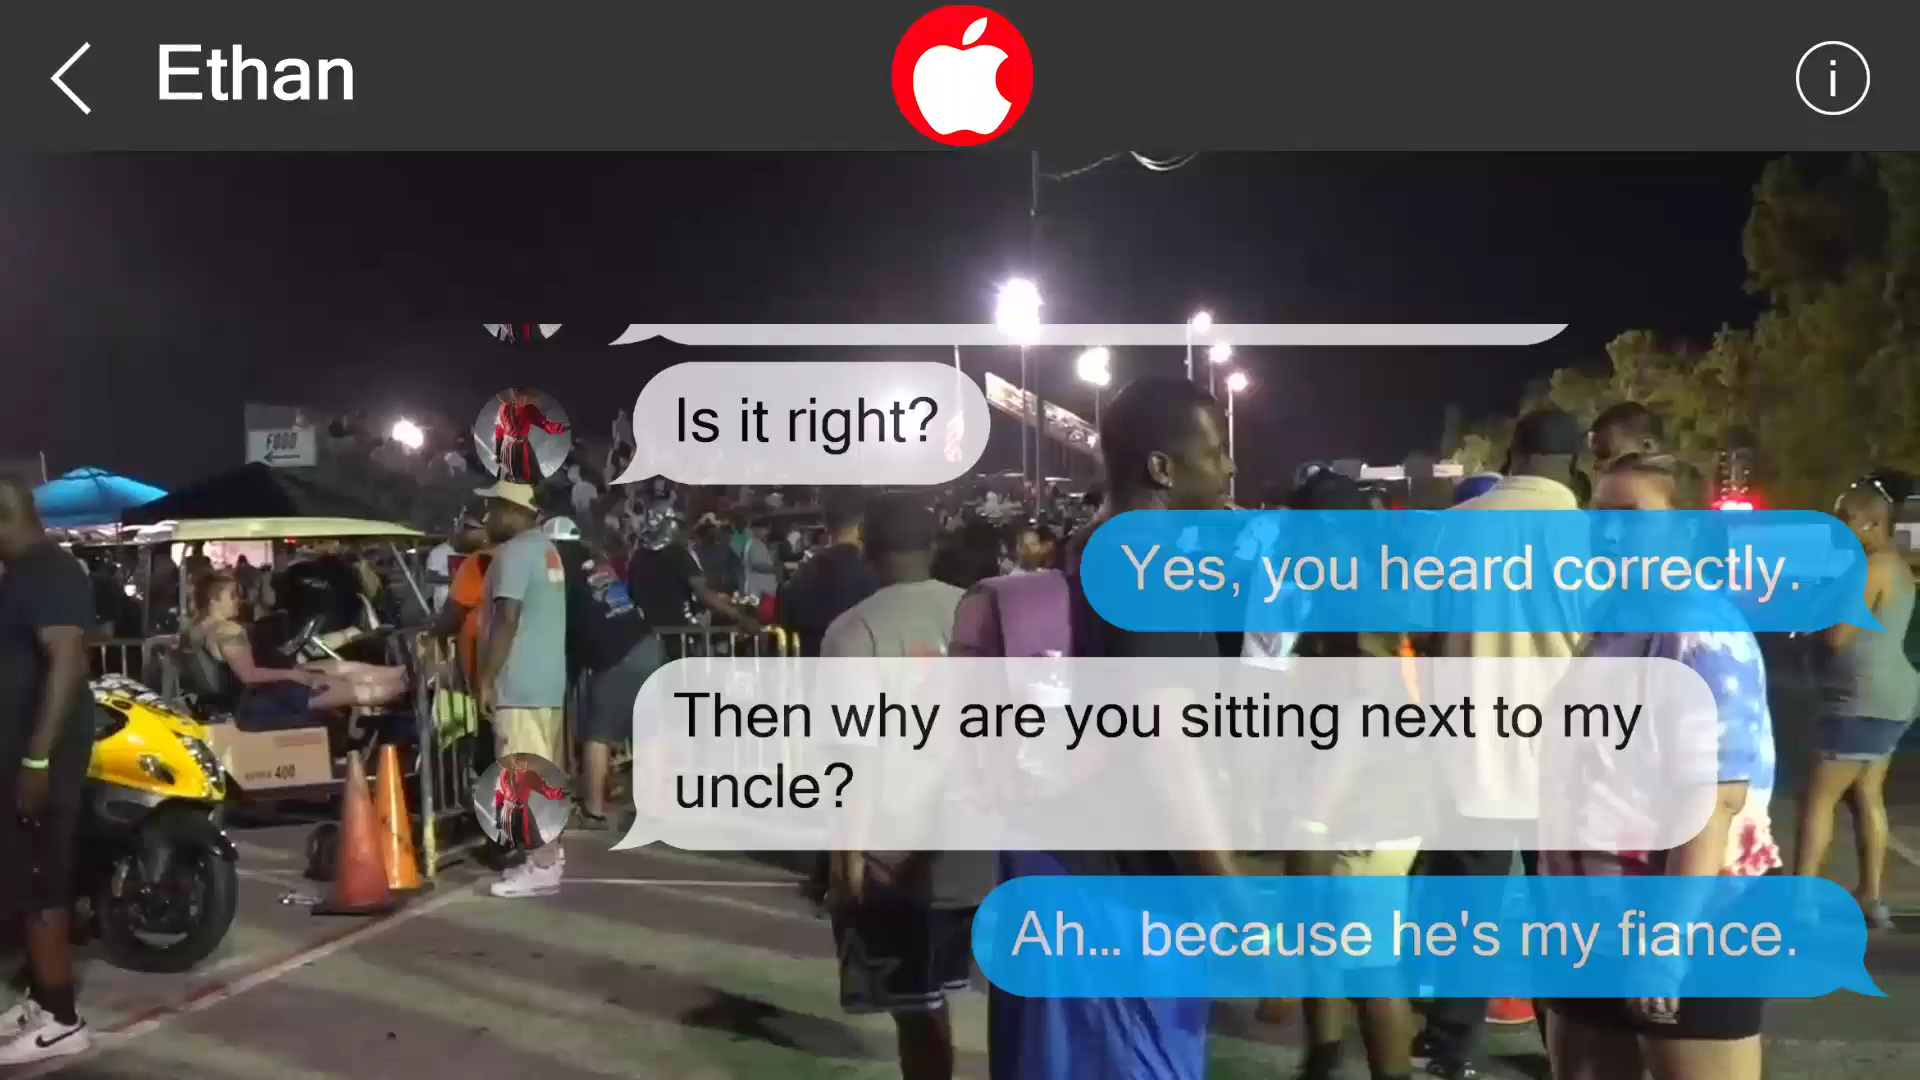 Ethan
Is it right?
Yes, you heard correctly.
Then why are you sitting next to my
uncle?
Ah... because he's my fiance.
FOOD
400